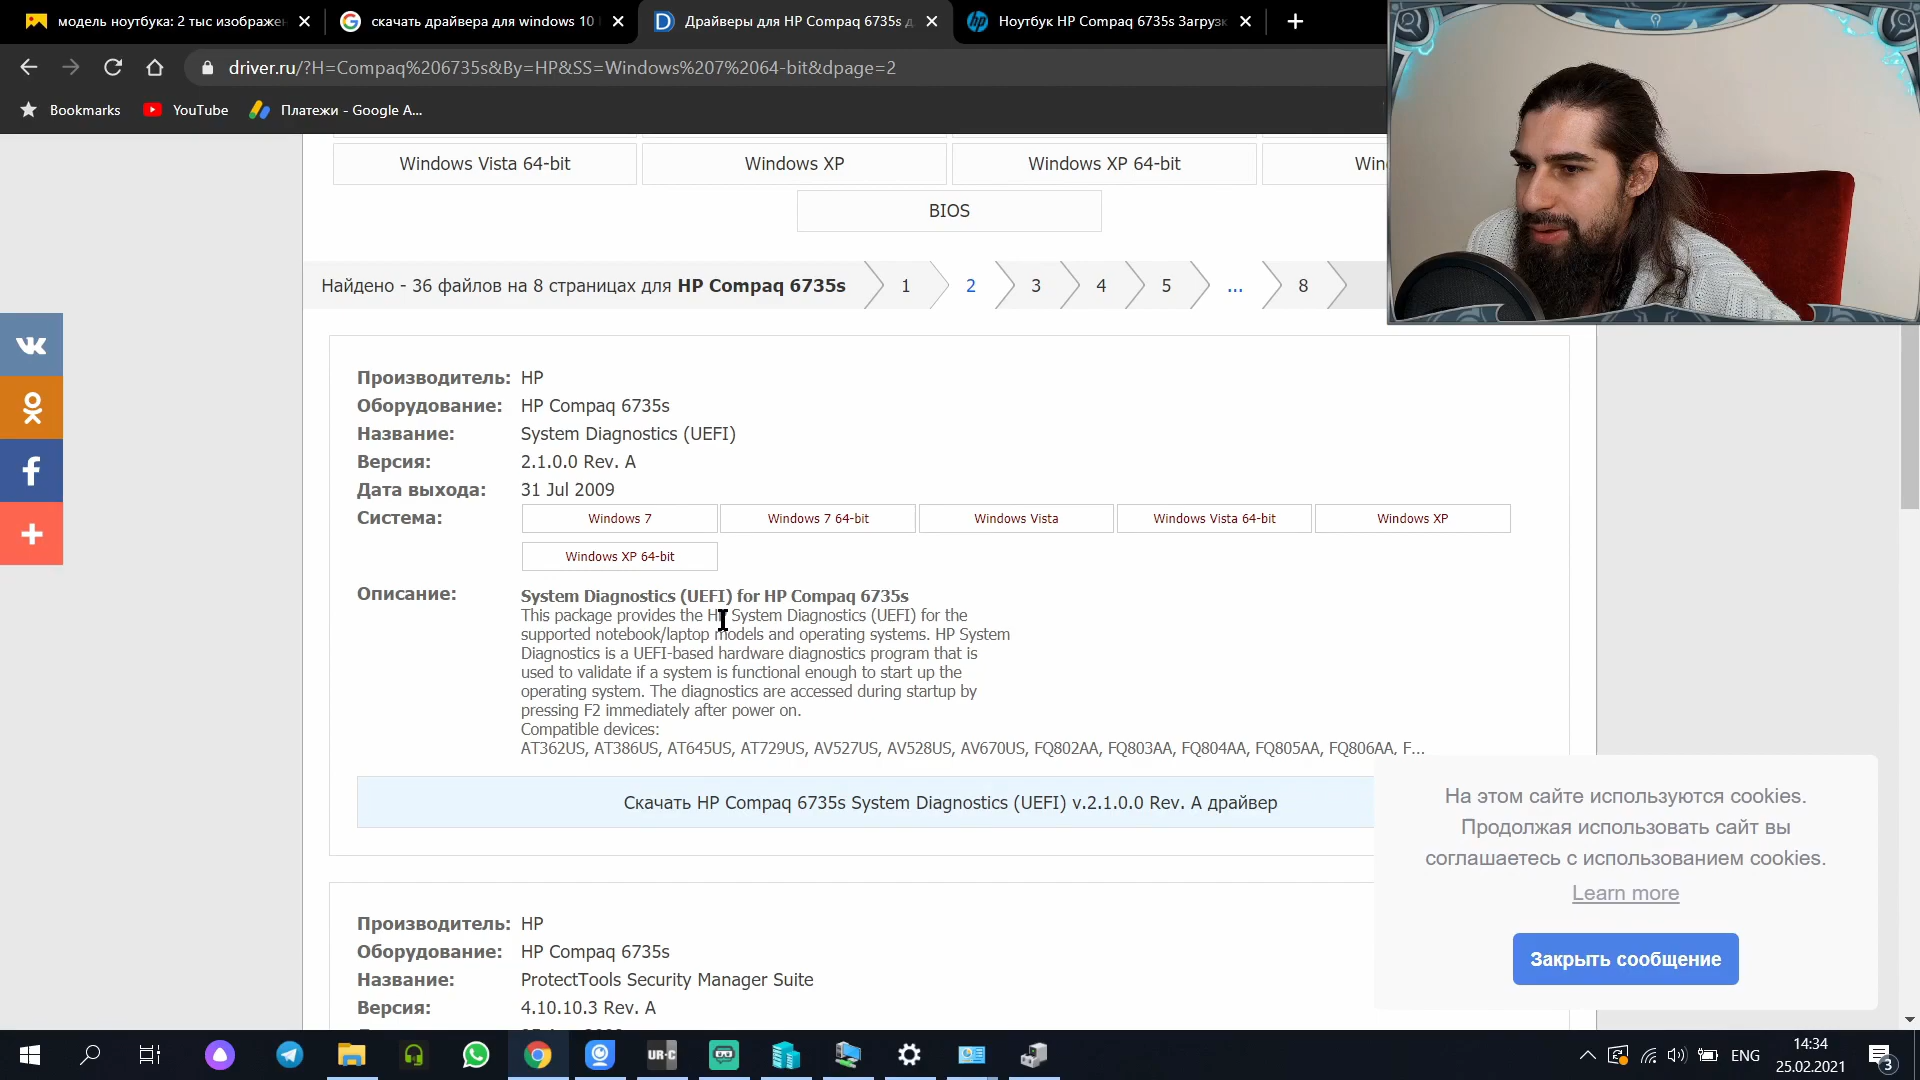 модель ноутбука: 2 тыс изображен
скачать драйвера для windows 10
Драйверы для HP Compaq 6735s д
Ноутбук HP Compaq 6735s Загруз
driver.ru/?H=Compaq%206735s&By=HP&SS=Windows%207%2064-bit&dpage=2
Bookmarks
YouTube
Платежи - Google A...
Windows Vista 64-bit
Windows XP
Windows XP 64-bit
Win
BIOS
Найдено - 36 файлов на 8 страницах для HP Compaq 6735s
1
2
3
4
5
...
8
Производитель: HP
Оборудование: HP Compaq 6735s
Название: System Diagnostics (UEFI)
Версия: 2.1.0.0 Rev. A
Дата выхода: 31 Jul 2009
Система: Windows 7 Windows 7 64-bit Windows Vista Windows Vista 64-bit Windows XP
Windows XP 64-bit
Описание: System Diagnostics (UEFI) for HP Compaq 6735s
This package provides the HP System Diagnostics (UEFI) for the
supported notebook/laptop models and operating systems. HP System
Diagnostics is a UEFI-based hardware diagnostics program that is
used to validate if a system is functional enough to start up the
operating system. The diagnostics are accessed during startup by
pressing F2 immediately after power on.
Compatible devices:
AT362US, AT386US, AT645US, AT729US, AV527US, AV528US, AV670US, FQ802AA, FQ803AA, FQ804AA, FQ805AA, FQ806AA, F...
Скачать HP Compaq 6735s System Diagnostics (UEFI) v.2.1.0.0 Rev. A драйвер
Производитель: HP
Оборудование: HP Compaq 6735s
Название: ProtectTools Security Manager Suite
Версия: 4.10.10.3 Rev. A
На этом сайте используются cookies.
Продолжая использовать сайт вы
соглашаетесь с использованием cookies.
Learn more
Закрыть сообщение
UR-C
ENG
14:34
25.02.2021
3